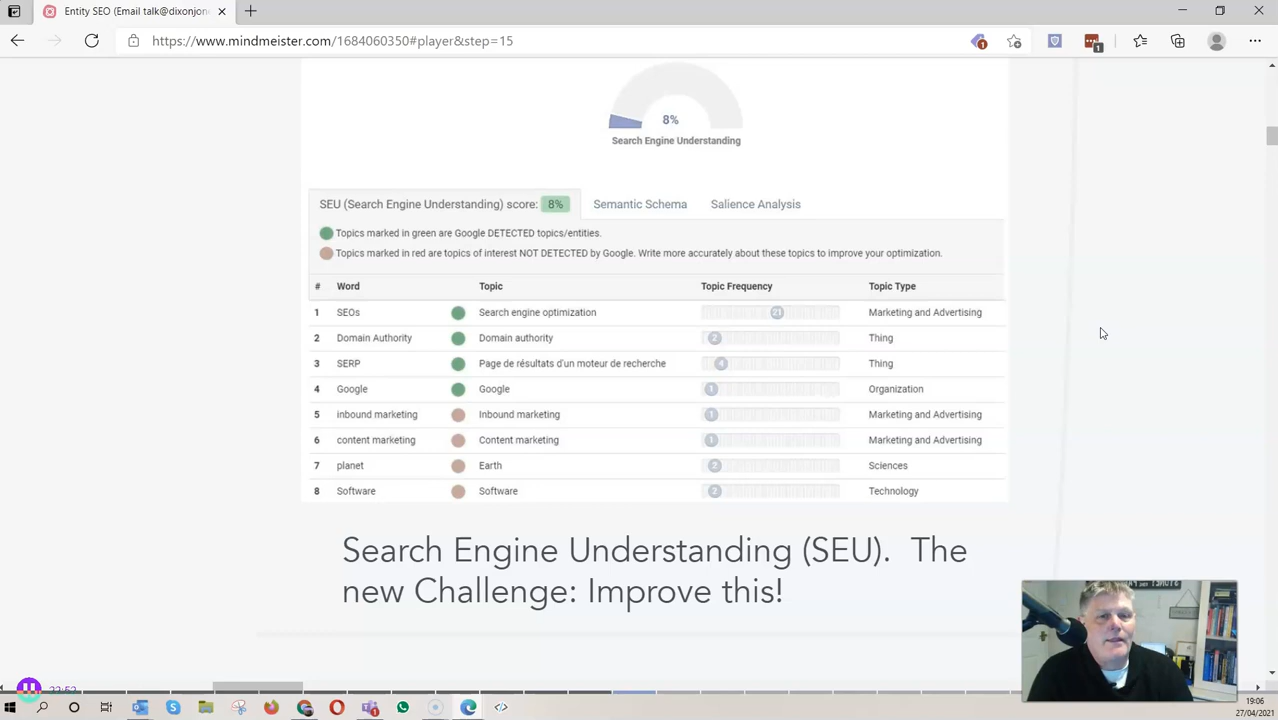 Entity SEO (Email talk@dixonjon
https://www.mindmeister.com/1684060350#player&step=15
1
1
8%
Search Engine Understanding
SEU (Search Engine Understanding) score: 8% Semantic Schema Salience Analysis
Topics marked in green are Google DETECTED topics/entities.
Topics marked in red are topics of interest NOT DETECTED by Google. Write more accurately about these topics to improve your optimization.
# Word Topic Topic Frequency Topic Type
1 SEOs Search engine optimization 21 Marketing and Advertising
2 Domain Authority Domain authority 2 Thing
3 SERP Page de résultats d'un moteur de recherche 4 Thing
4 Google Google 1 Organization
5 inbound marketing Inbound marketing 1 Marketing and Advertising
6 content marketing Content marketing 1 Marketing and Advertising
7 planet Earth 2 Sciences
8 Software Software 2 Technology
Search Engine Understanding (SEU). The
new Challenge: Improve this!
19:06
27/04/2021